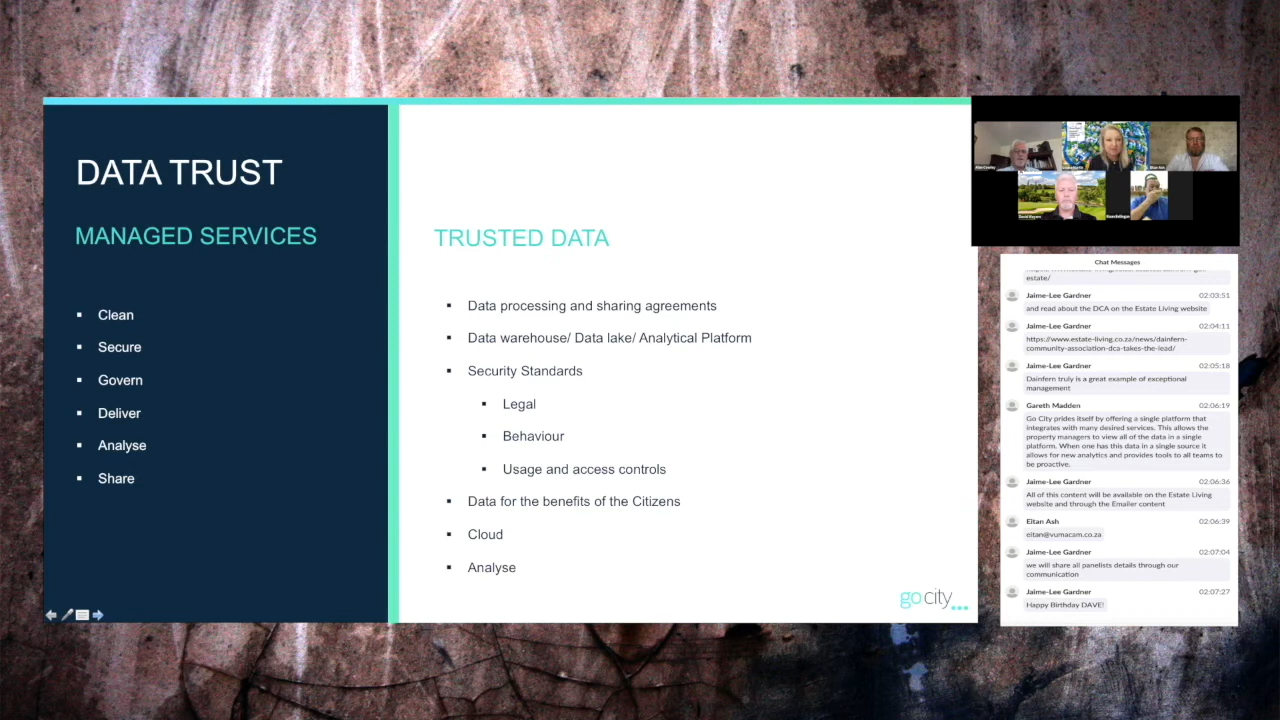 DATA TRUST
MANAGED SERVICES
Clean
Secure
Govern
Deliver
Analyse
Share
TRUSTED DATA
Data processing and sharing agreements
Data warehouse/ Data lake/ Analytical Platform
Security Standards
Legal
Behaviour
Usage and access controls
Data for the benefits of the Citizens
Cloud
Analyse
go city...
Chat Messages
estate/
Jaime-Lee Gardner 02:03:51
and read about the DCA on the Estate Living website
Jaime-Lee Gardner 02:04:11
https://www.estate-living.co.za/news/dainfern-
community-association-dca-takes-the-lead/
Jaime-Lee Gardner 02:05:18
Dainfern truly is a great example of exceptional
management
Gareth Madden 02:06:19
Go City prides itself by offering a single platform that
integrates with many desired services. This allows the
property managers to view all of the data in a single
platform. When one has this data in a single source it
allows for new analytics and provides tools to all teams to
be proactive.
Jaime-Lee Gardner 02:06:36
All of this content will be available on the Estate Living
website and through the Emailer content
Eitan Ash 02:06:39
eitan@vumacam.co.za
Jaime-Lee Gardner 02:07:04
we will share all panelists details through our
communication
Jaime-Lee Gardner 02:07:27
Happy Birthday DAVE!